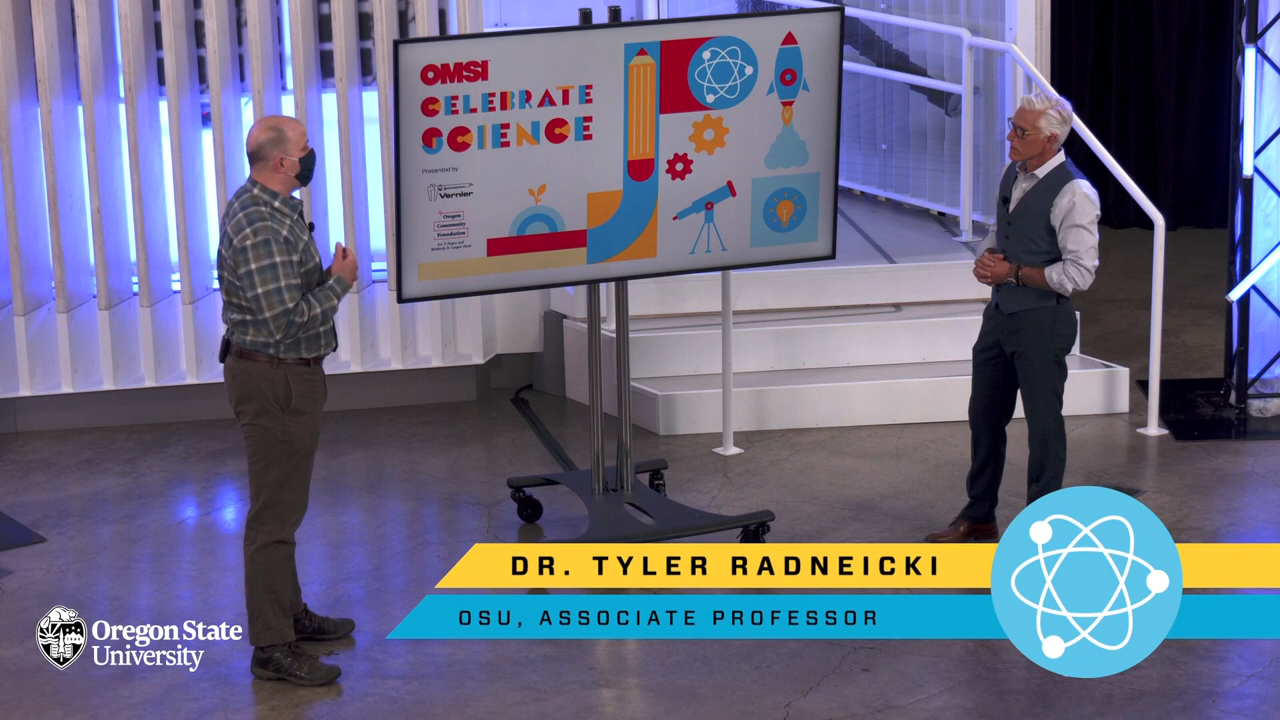 OMSI
CELEBRATE
SCIENCE
Presented by
Vernier
Oregon
Community
Foundation
DR. TYLER RADNEICKI
OSU, ASSOCIATE PROFESSOR
Oregon State
University